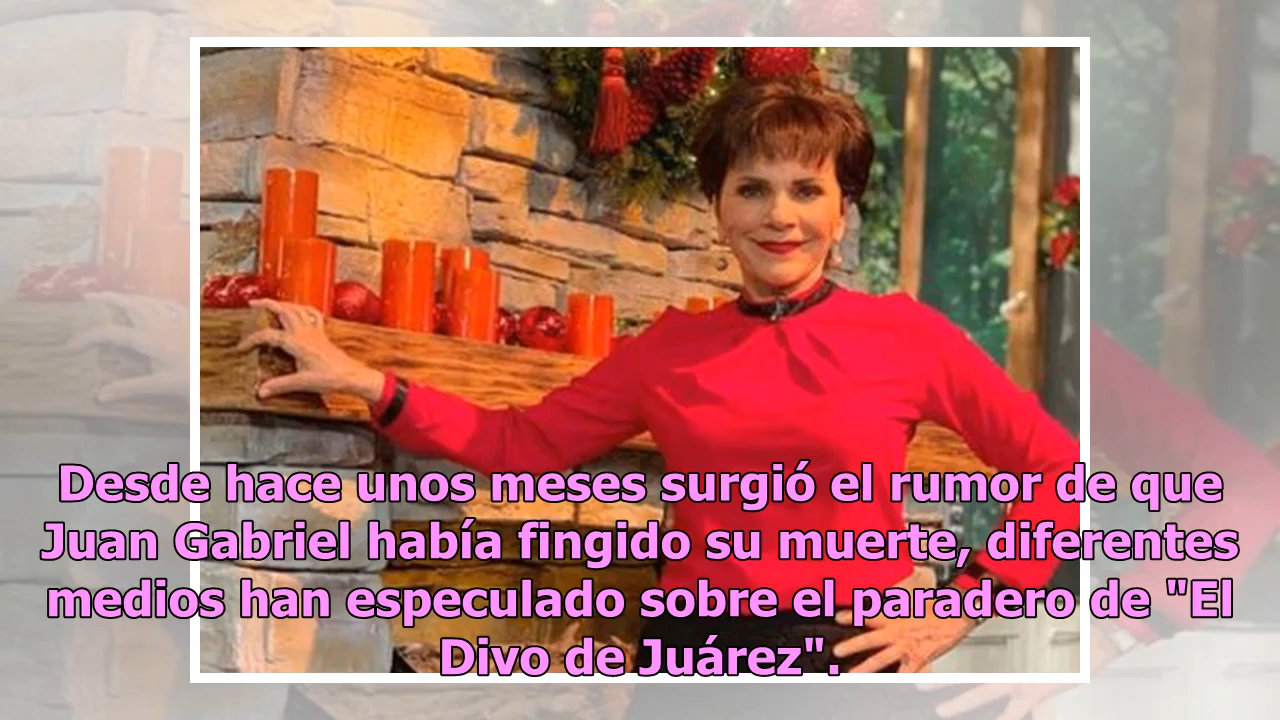 Desde hace unos meses surgió el rumor de que
Juan Gabriel había fingido su muerte, diferentes
medios han especulado sobre el paradero de "El
Divo de Juárez".